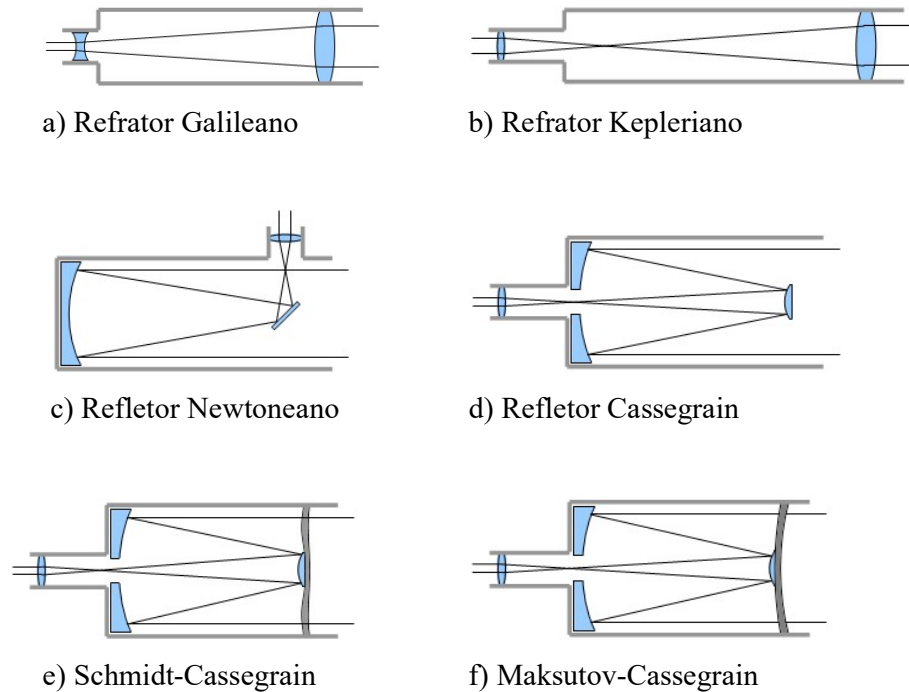 a) Refrator Galileano
b) Refrator Kepleriano
c) Refletor Newtoneano
d) Refletor Cassegrain
e) Schmidt-Cassegrain
f) Maksutov-Cassegrain